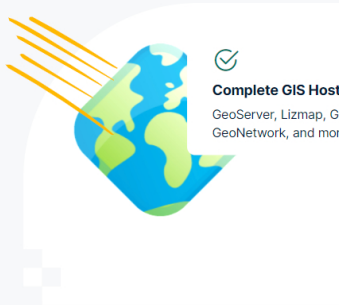 Complete GIS Host
GeoServer, Lizmap, G
GeoNetwork, and mor